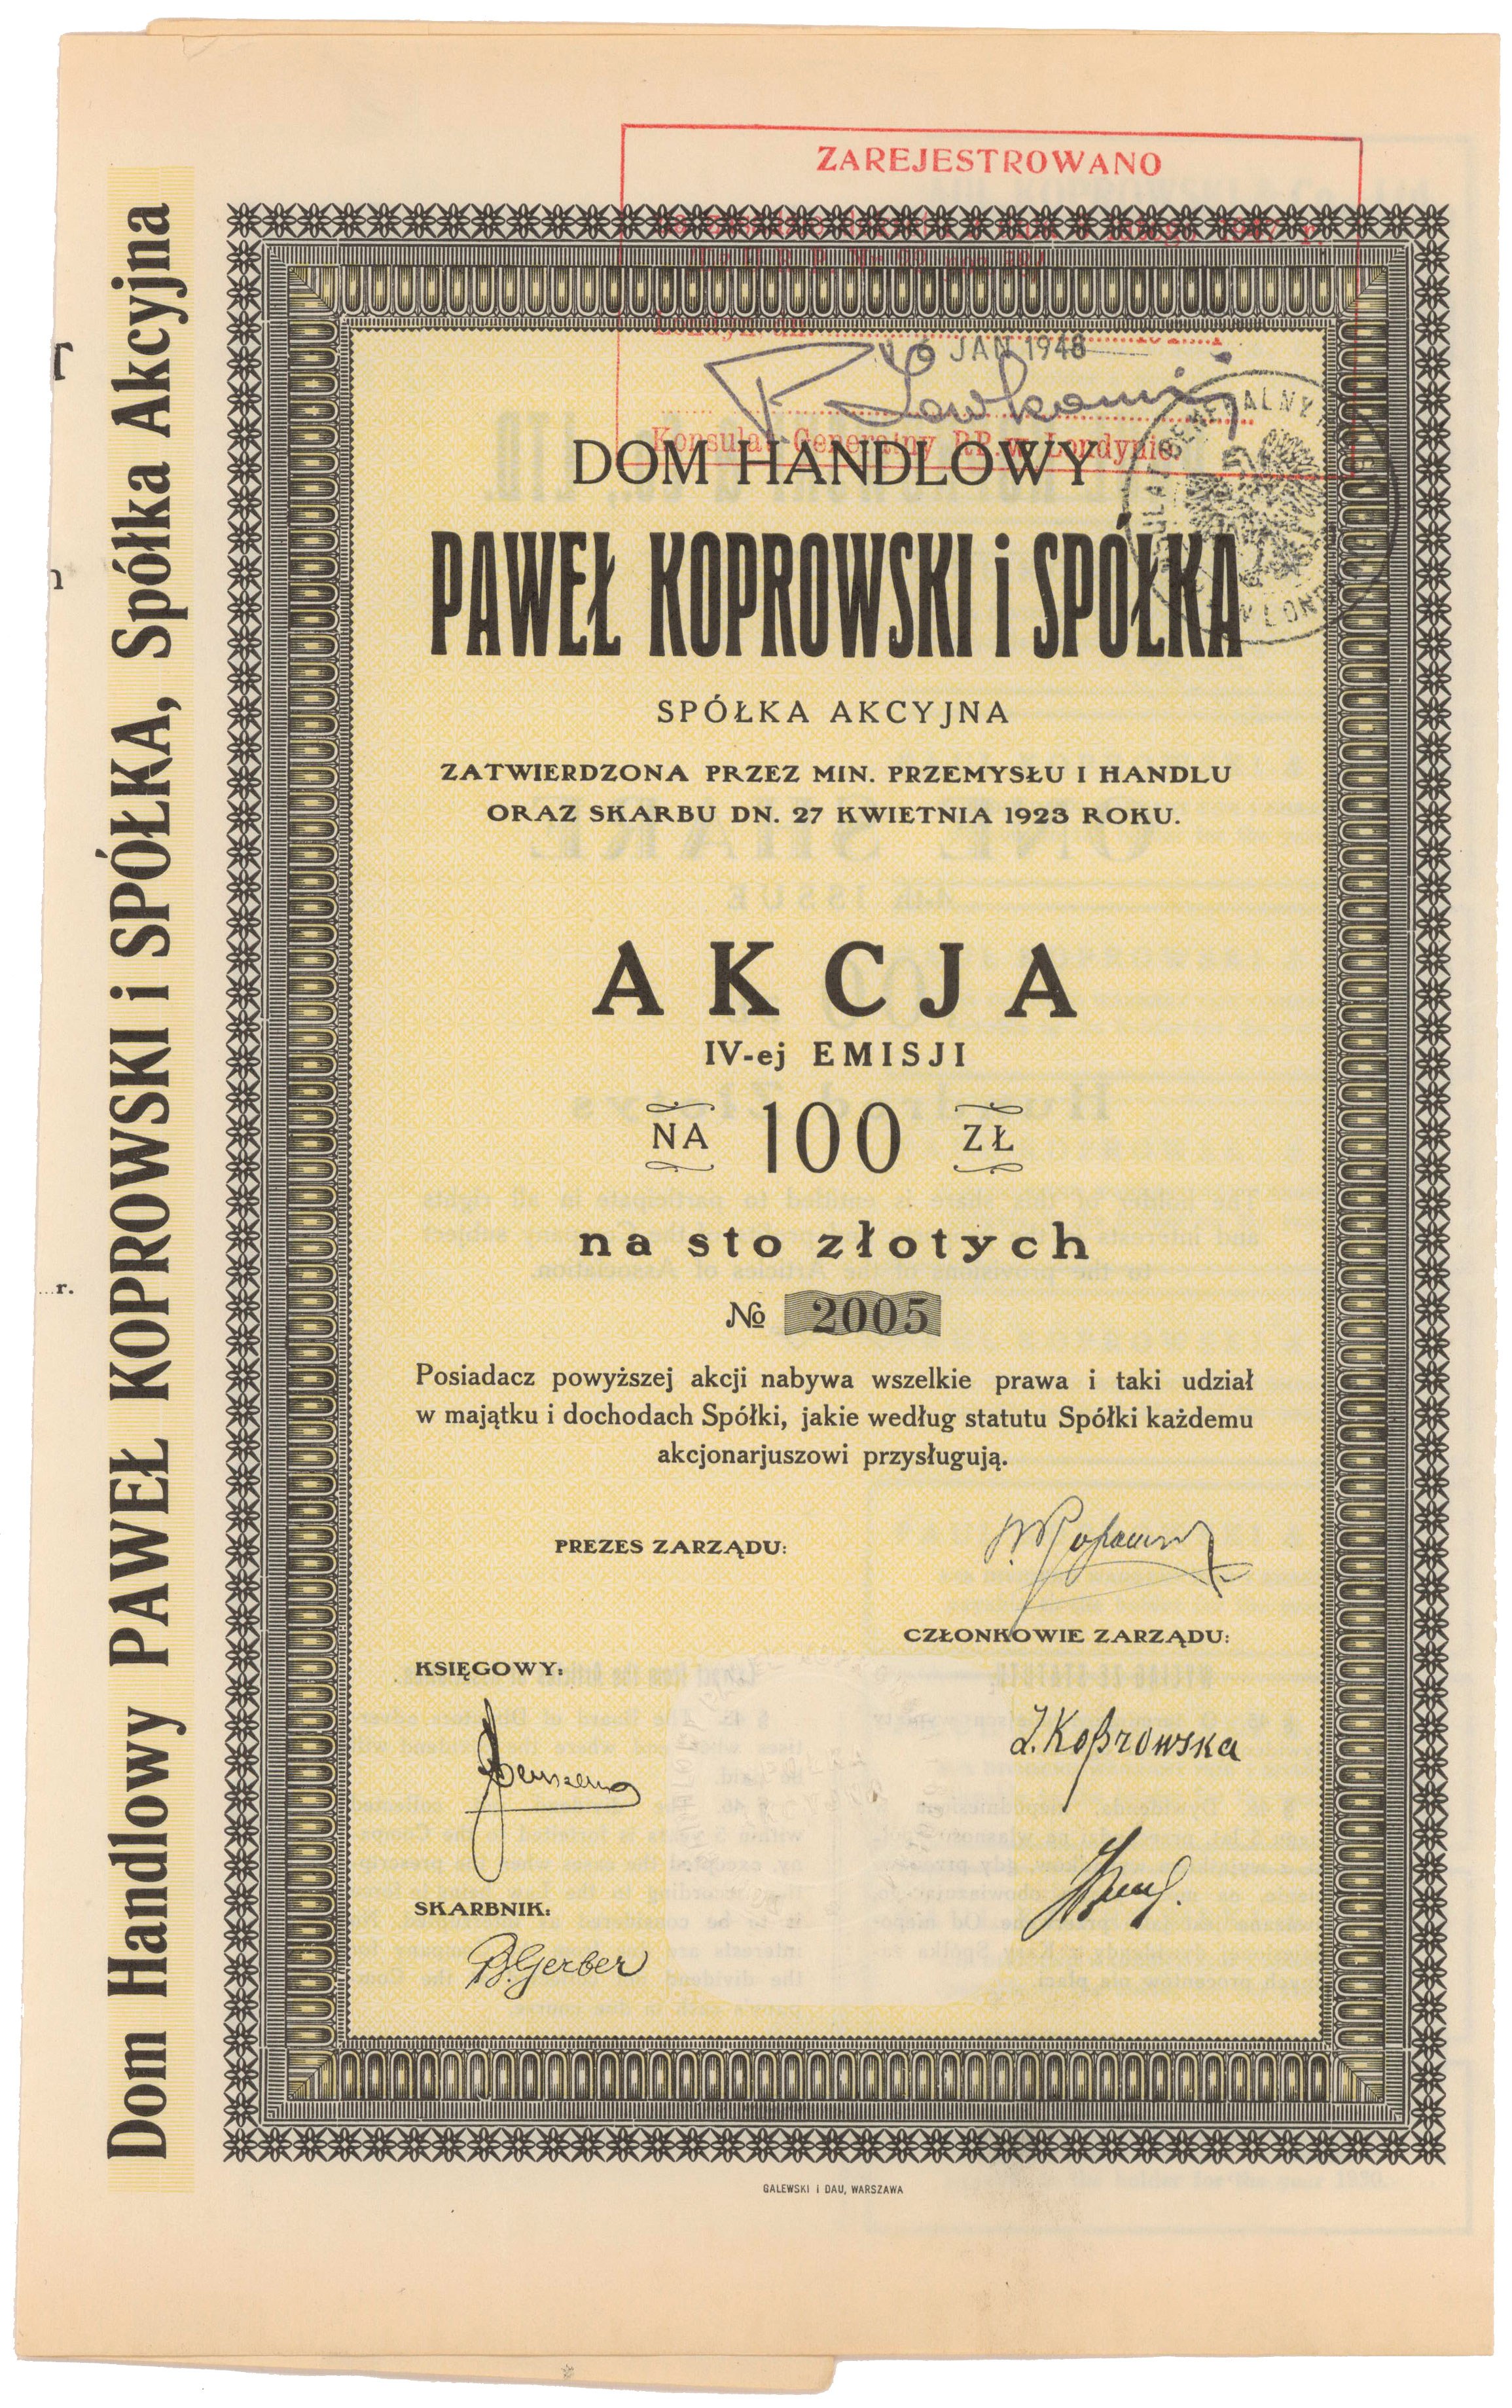 ZAREJESTROWANO
JAN 1948
Konsulat Generalny RP. w Londynie
DOM HANDLOWY
PAWEŁ KOPROWSKI i SPÓŁKA
SPÓŁKA AKCYJNA
ZATWIERDZONA PRZEZ MIN. PRZEMYSŁU I HANDLU
ORAZ SKARBU DN. 27 KWIETNIA 1923 ROKU.
AKCJA
IV-ej EMISJI
NA 100 ZŁ
na sto złotych
№ 2005
Posiadacz powyższej akcji nabywa wszelkie prawa i taki udział
w majątku i dochodach Spółki, jakie według statutu Spółki każdemu
akcjonarjuszowi przysługują.
PREZES ZARZĄDU:
CZŁONKOWIE ZARZĄDU:
KSIĘGOWY:
Z. Koprowska
SKARBNIK:
B. Gerber
GALEWSKI I DAU, WARSZAWA
Dom Handlowy PAWEŁ KOPROWSKI i SPÓŁKA, Spółka Akcyjna